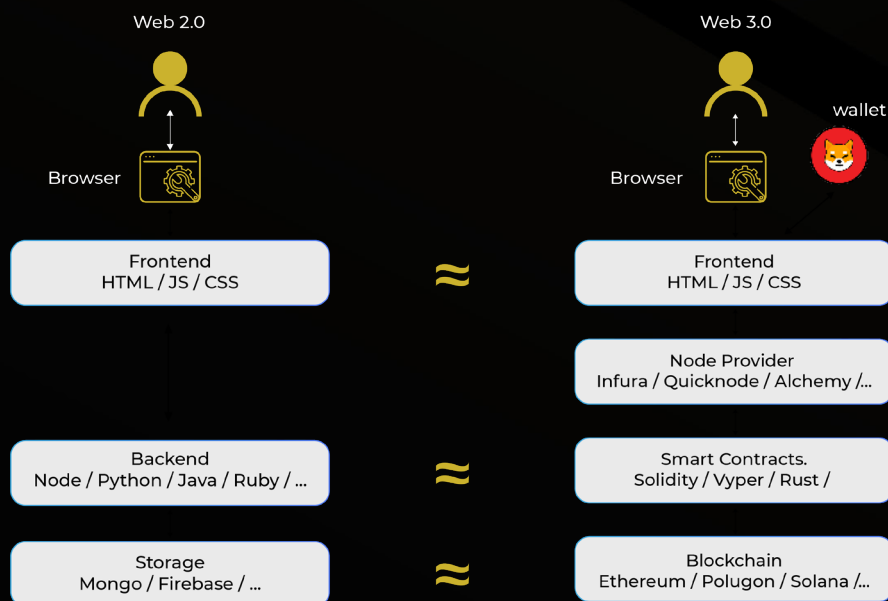 Web 2.0
Web 3.0
wallet
Browser
Browser
Frontend
HTML / JS / CSS
≈
Frontend
HTML / JS / CSS
Node Provider
Infura / Quicknode / Alchemy /...
Backend
Node / Python / Java / Ruby / ...
≈
Smart Contracts.
Solidity / Vyper / Rust /
Storage
Mongo / Firebase / ...
≈
Blockchain
Ethereum / Polugon / Solana /...